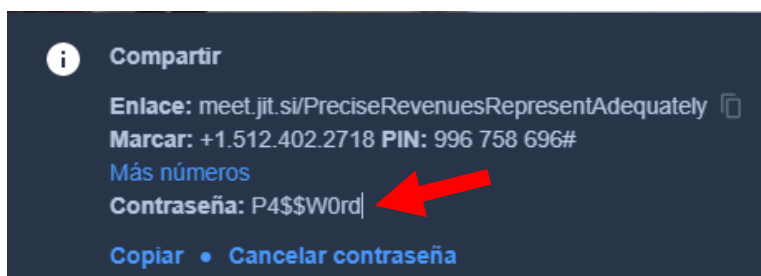 Compartir
Enlace: meet.jit.si/PreciseRevenuesRepresentAdequately
Marcar: +1.512.402.2718 PIN: 996 758 696#
Más números
Contraseña: P4$$W0rd
Copiar • Cancelar contraseña